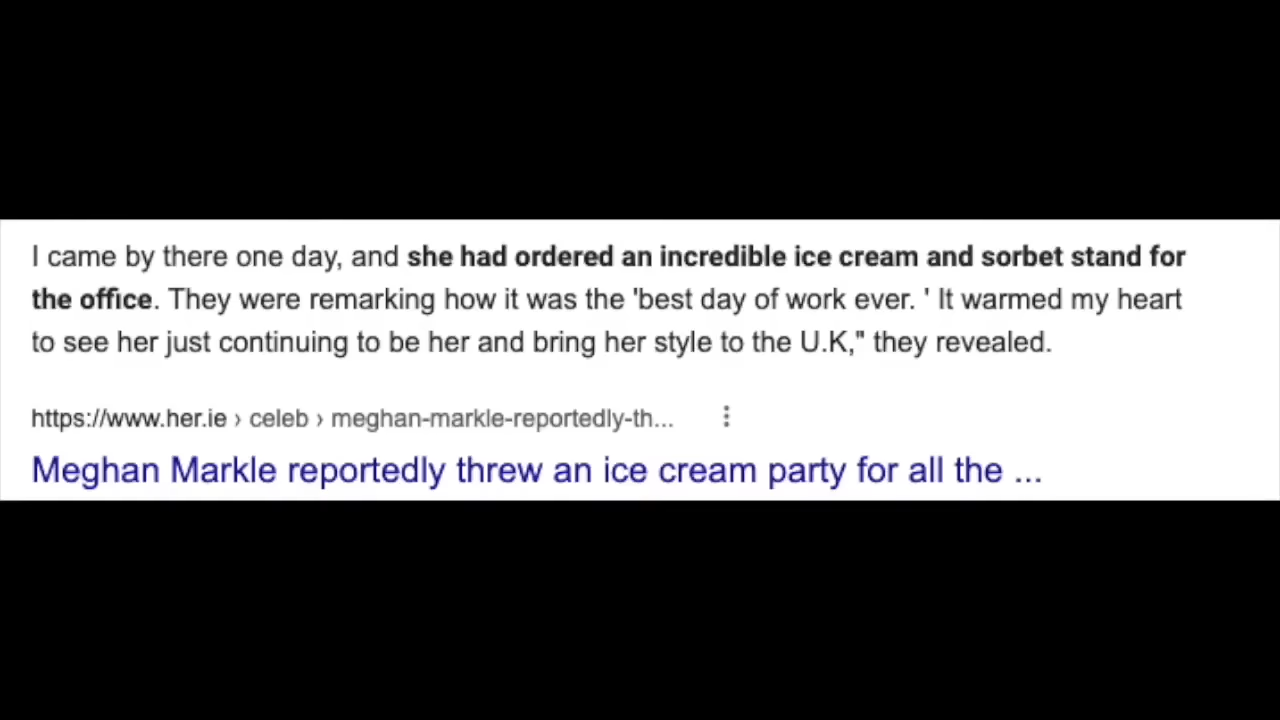 I came by there one day, and she had ordered an incredible ice cream and sorbet stand for
the office. They were remarking how it was the 'best day of work ever. ' It warmed my heart
to see her just continuing to be her and bring her style to the U.K," they revealed.
https://www.her.ie › celeb › meghan-markle-reportedly-th...
Meghan Markle reportedly threw an ice cream party for all the ...